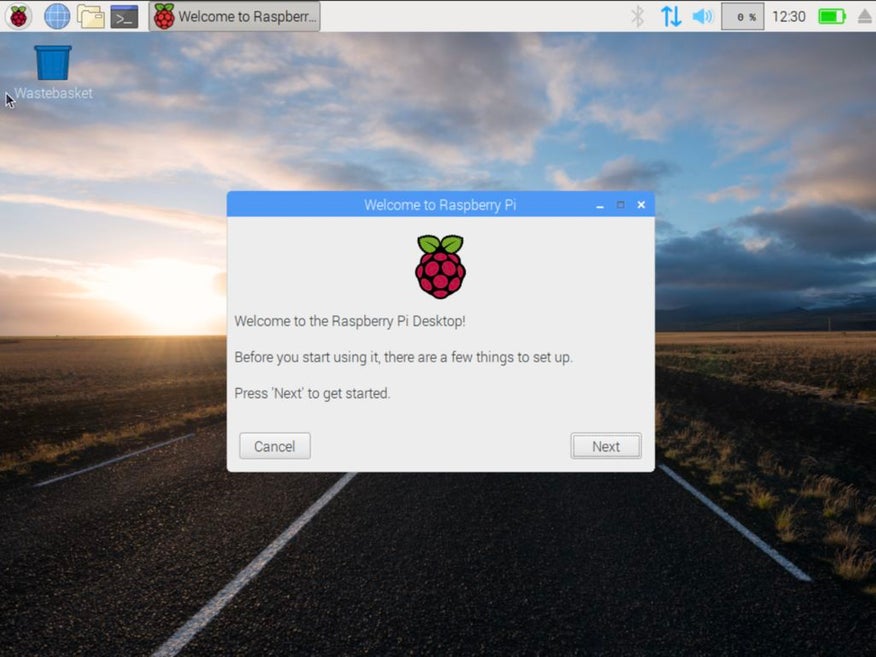 Welcome to Raspberr...
0 %
12:30
Wastebasket
Welcome to Raspberry Pi
Welcome to the Raspberry Pi Desktop!
Before you start using it, there are a few things to set up.
Press 'Next' to get started.
Cancel
Next